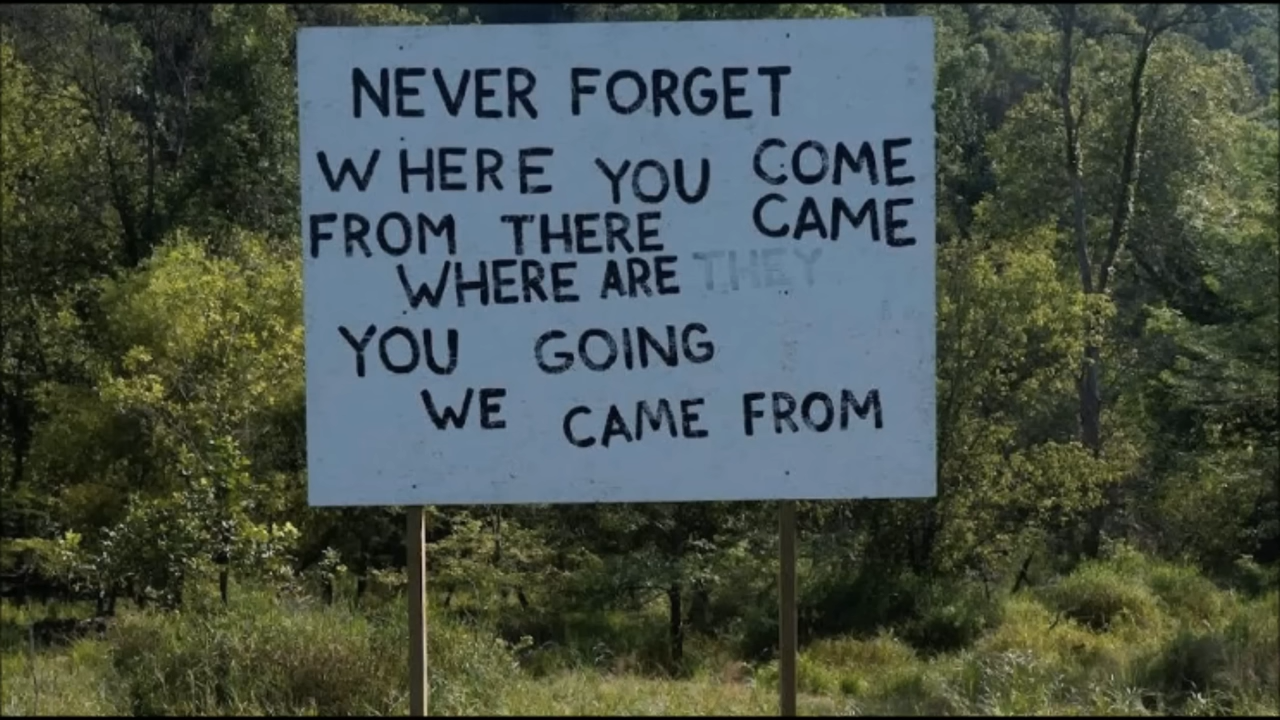 NEVER FORGET
WHERE YOU COME
FROM THERE CAME
WHERE ARE THEY
YOU GOING
WE CAME FROM